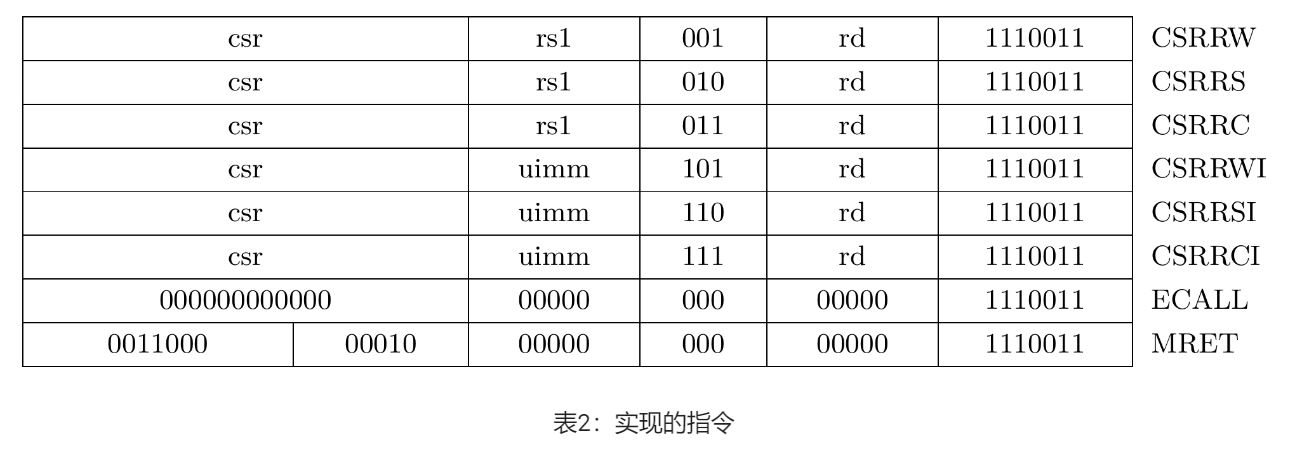 csr rs1 001 rd 1110011 CSRRW
csr rs1 010 rd 1110011 CSRRS
csr rs1 011 rd 1110011 CSRRC
csr uimm 101 rd 1110011 CSRRWI
csr uimm 110 rd 1110011 CSRRSI
csr uimm 111 rd 1110011 CSRRCI
000000000000 00000 000 00000 1110011 ECALL
0011000 00010 00000 000 00000 1110011 MRET
表2：实现的指令